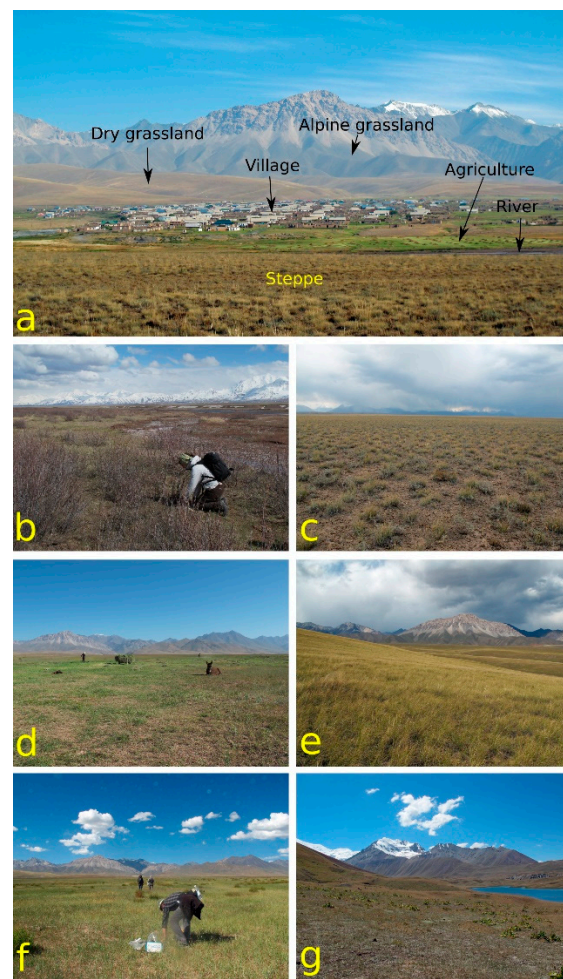 Dry grassland
Alpine grassland
Village
Agriculture
River
Steppe
a
b
c
d
e
f
g